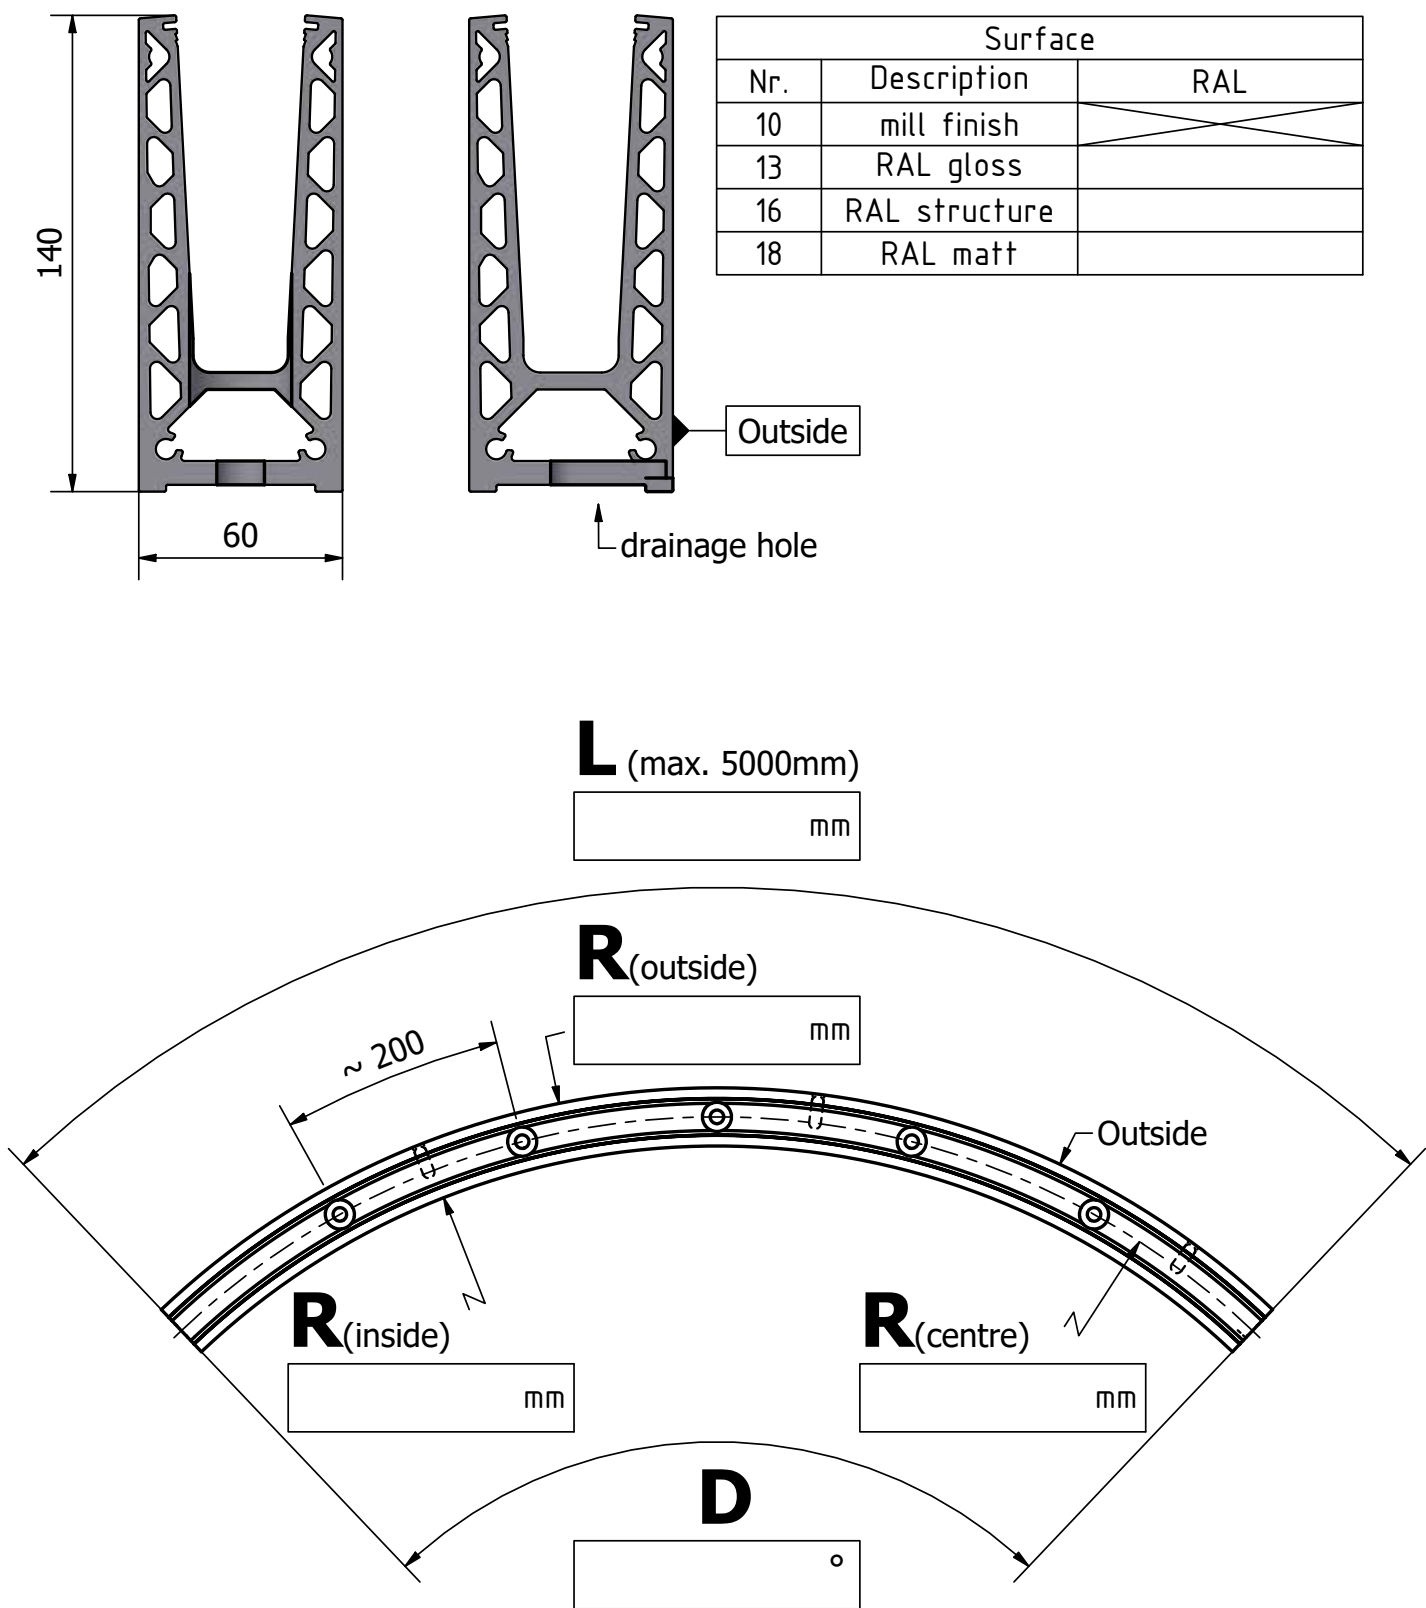 140
60
Outside
drainage hole
Surface
Nr. Description RAL
10 mill finish
13 RAL gloss
16 RAL structure
18 RAL matt
L (max. 5000mm)
mm
R(outside)
mm
~ 200
Outside
R(inside)
mm
R(centre)
mm
D
°